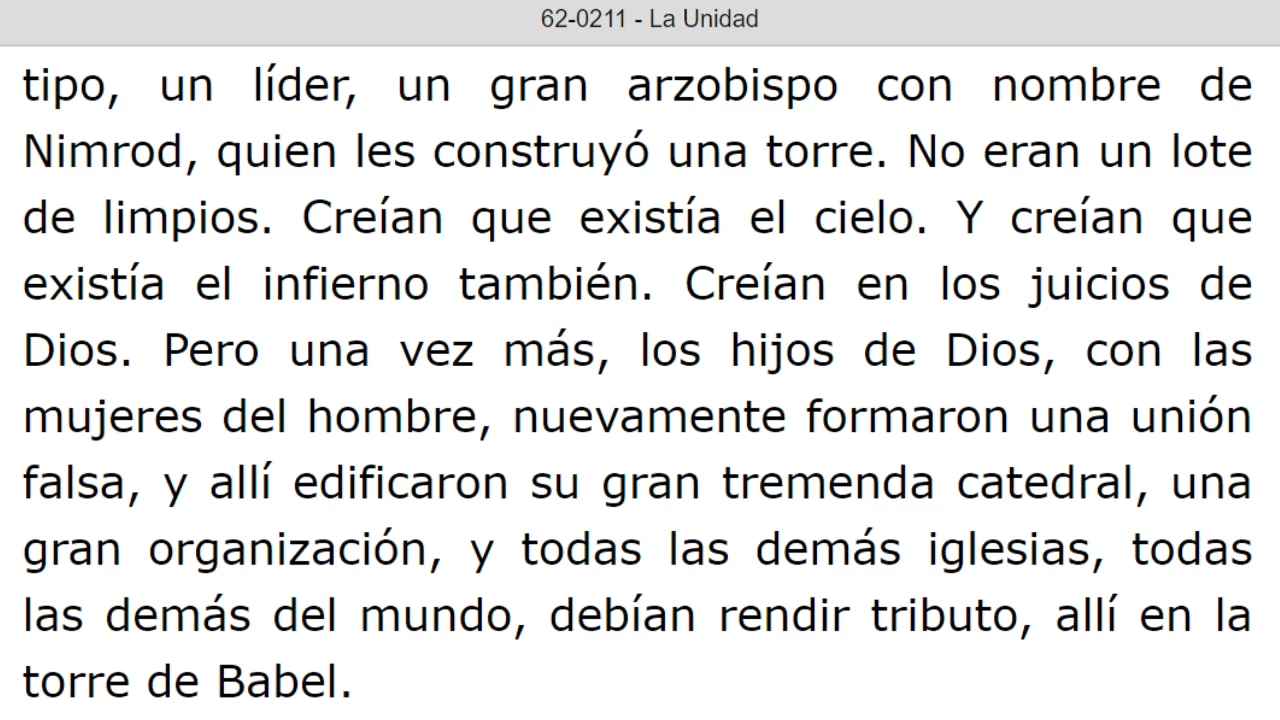 62-0211 - La Unidad
tipo, un líder, un gran arzobispo con nombre de
Nimrod, quien les construyó una torre. No eran un lote
de limpios. Creían que existía el cielo. Y creían que
existía el infierno también. Creían en los juicios de
Dios. Pero una vez más, los hijos de Dios, con las
mujeres del hombre, nuevamente formaron una unión
falsa, y allí edificaron su gran tremenda catedral, una
gran organización, y todas las demás iglesias, todas
las demás del mundo, debían rendir tributo, allí en la
torre de Babel.